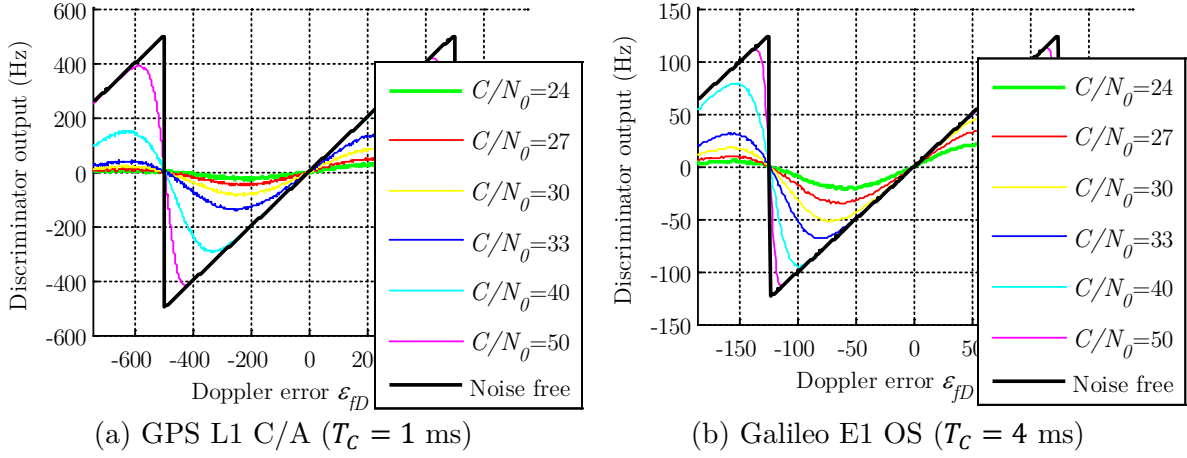 600
400
200
0
-200
-400
-600
Discriminator output (Hz)
-600 -400 -200 0 20
Doppler error ε_fD
C/N_0=24
C/N_0=27
C/N_0=30
C/N_0=33
C/N_0=40
C/N_0=50
Noise free
(a) GPS L1 C/A (T_C = 1 ms)
150
100
50
0
-50
-100
-150
Discriminator output (Hz)
-150 -100 -50 0 50
Doppler error ε_fD
C/N_0=24
C/N_0=27
C/N_0=30
C/N_0=33
C/N_0=40
C/N_0=50
Noise free
(b) Galileo E1 OS (T_C = 4 ms)